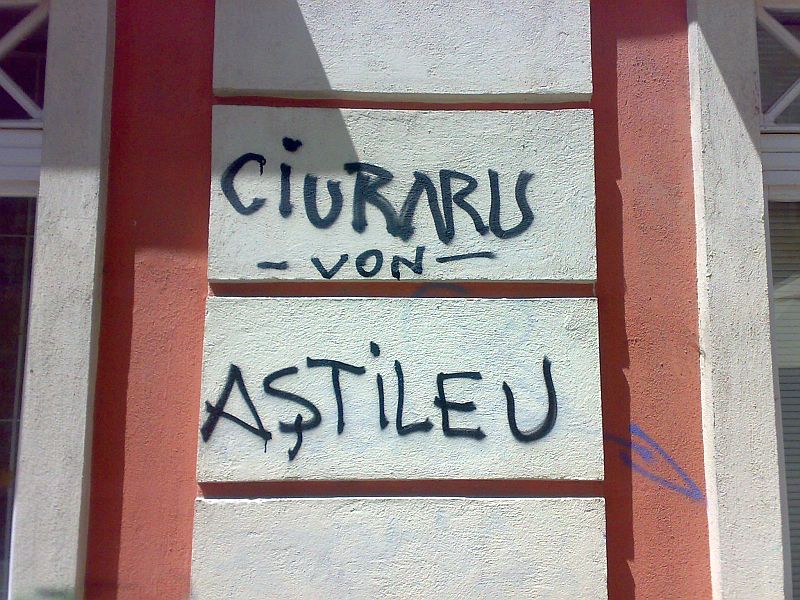 CIURARU
- VON -
AȘTILEU